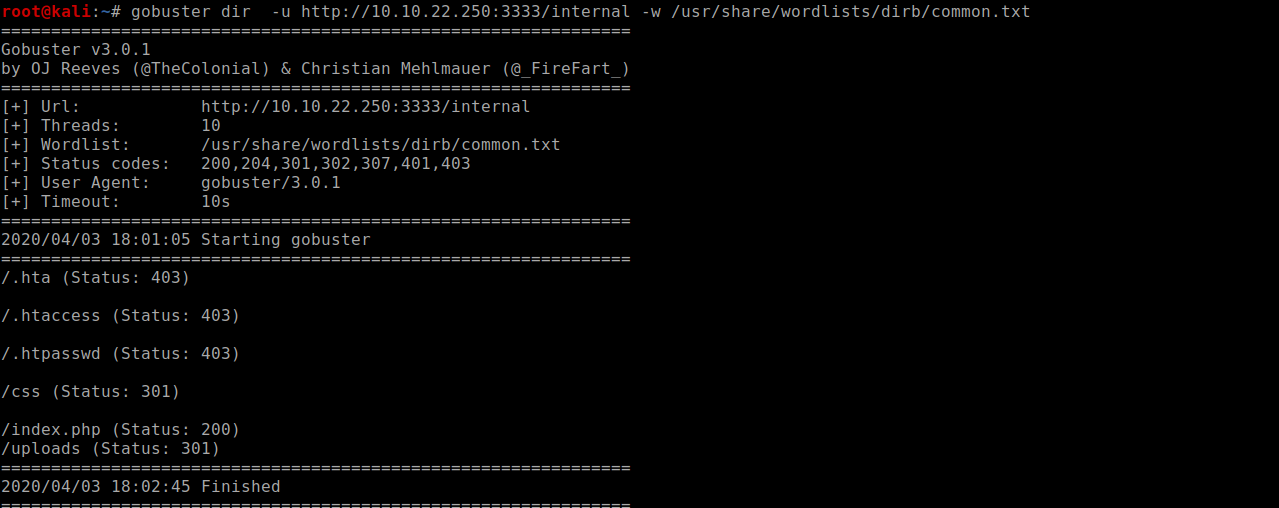 root@kali:~# gobuster dir  -u http://10.10.22.250:3333/internal -w /usr/share/wordlists/dirb/common.txt
===============================================================
Gobuster v3.0.1
by OJ Reeves (@TheColonial) & Christian Mehlmauer (@_FireFart_)
===============================================================
[+] Url:            http://10.10.22.250:3333/internal
[+] Threads:        10
[+] Wordlist:       /usr/share/wordlists/dirb/common.txt
[+] Status codes:   200,204,301,302,307,401,403
[+] User Agent:     gobuster/3.0.1
[+] Timeout:        10s
===============================================================
2020/04/03 18:01:05 Starting gobuster
===============================================================
/.hta (Status: 403)
/.htaccess (Status: 403)
/.htpasswd (Status: 403)
/css (Status: 301)
/index.php (Status: 200)
/uploads (Status: 301)
===============================================================
2020/04/03 18:02:45 Finished
===============================================================